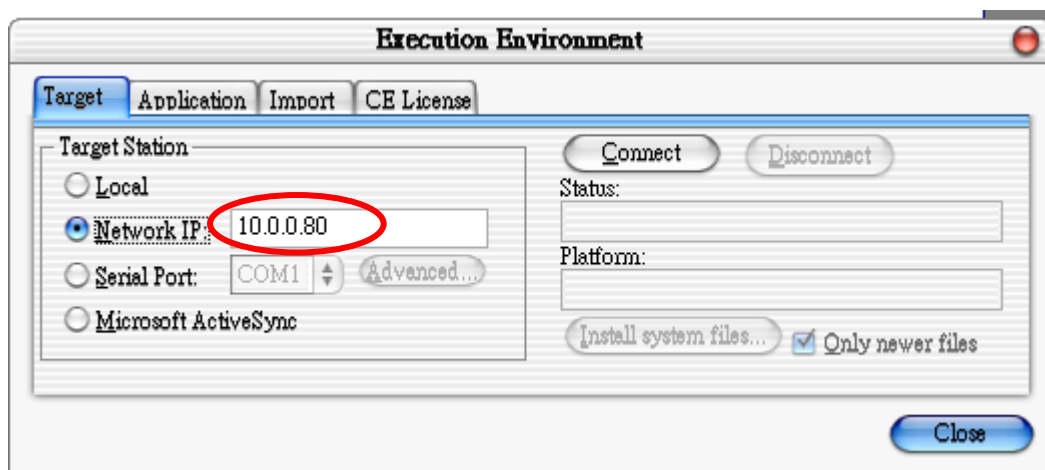 Execution Environment
Target Application Import CE License
Target Station
Local
Network IP: 10.0.0.80
Serial Port: COM1 Advanced...
Microsoft ActiveSync
Connect Disconnect
Status:
Platform:
Install system files... Only newer files
Close